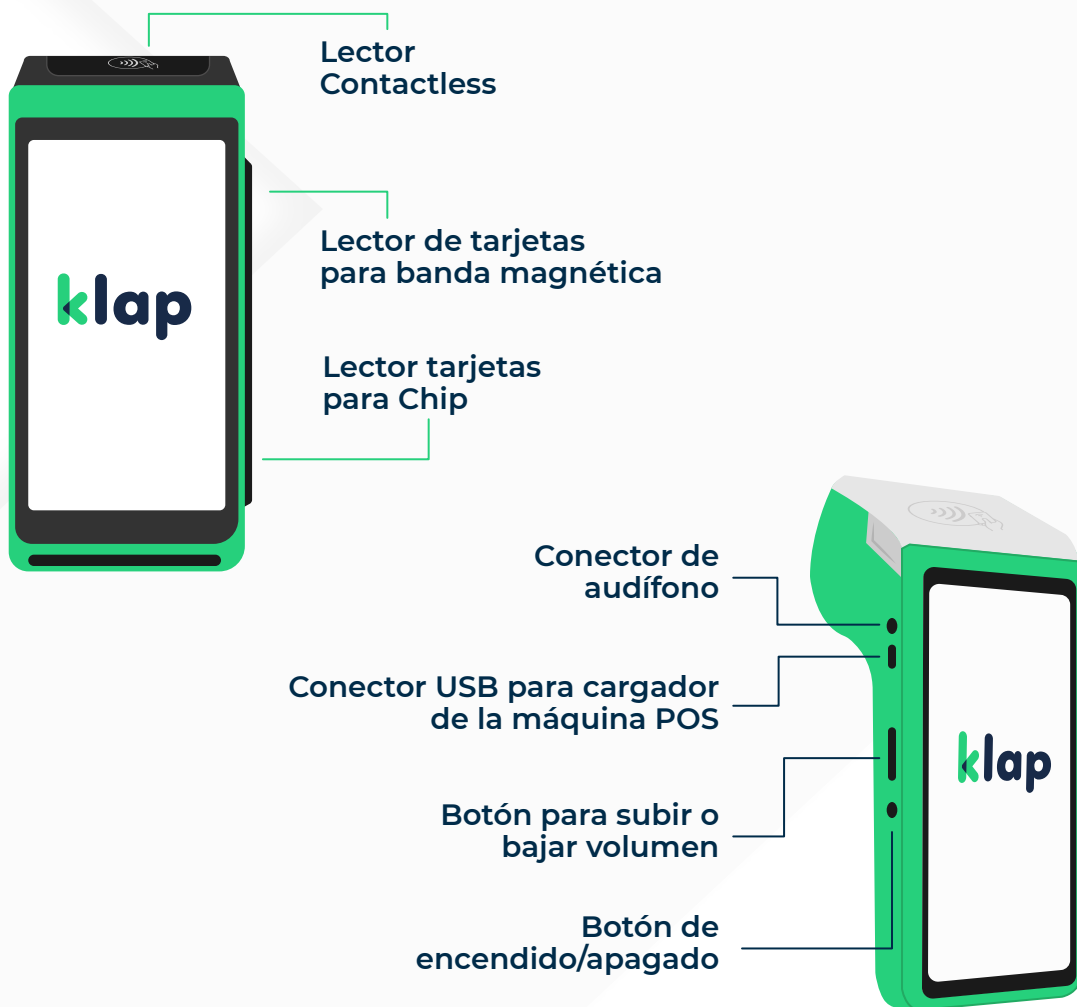 Lector
Contactless
Lector de tarjetas
para banda magnética
klap
Lector tarjetas
para Chip
Conector de
audífono
Conector USB para cargador
de la máquina POS
klap
Botón para subir o
bajar volumen
Botón de
encendido/apagado